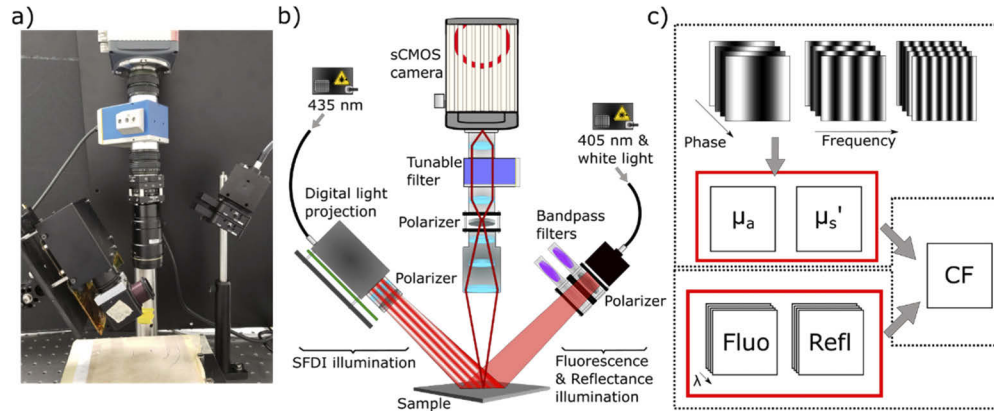 a)
b)
sCMOS
camera
435 nm
405 nm &
white light
Tunable
filter
Digital light
projection
Polarizer
Bandpass
filters
Polarizer
Polarizer
SFDI illumination
Fluorescence
& Reflectance
illumination
Sample
c)
Phase
Frequency
μa
μs'
CF
Fluo
Refl
λ